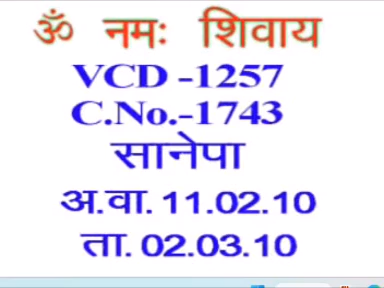 ॐ नमः शिवाय
VCD -1257
C.No.-1743
सानेपा
अ.वा. 11.02.10
ता. 02.03.10